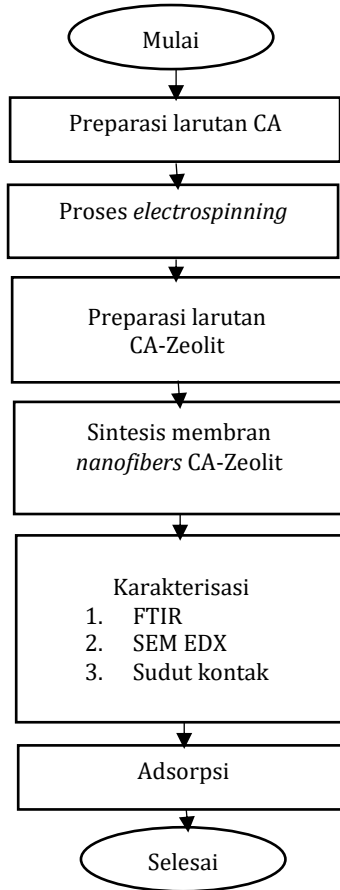 Mulai
Preparasi larutan CA
Proses electrospinning
Preparasi larutan
CA-Zeolit
Sintesis membran
nanofibers CA-Zeolit
Karakterisasi
1. FTIR
2. SEM EDX
3. Sudut kontak
Adsorpsi
Selesai